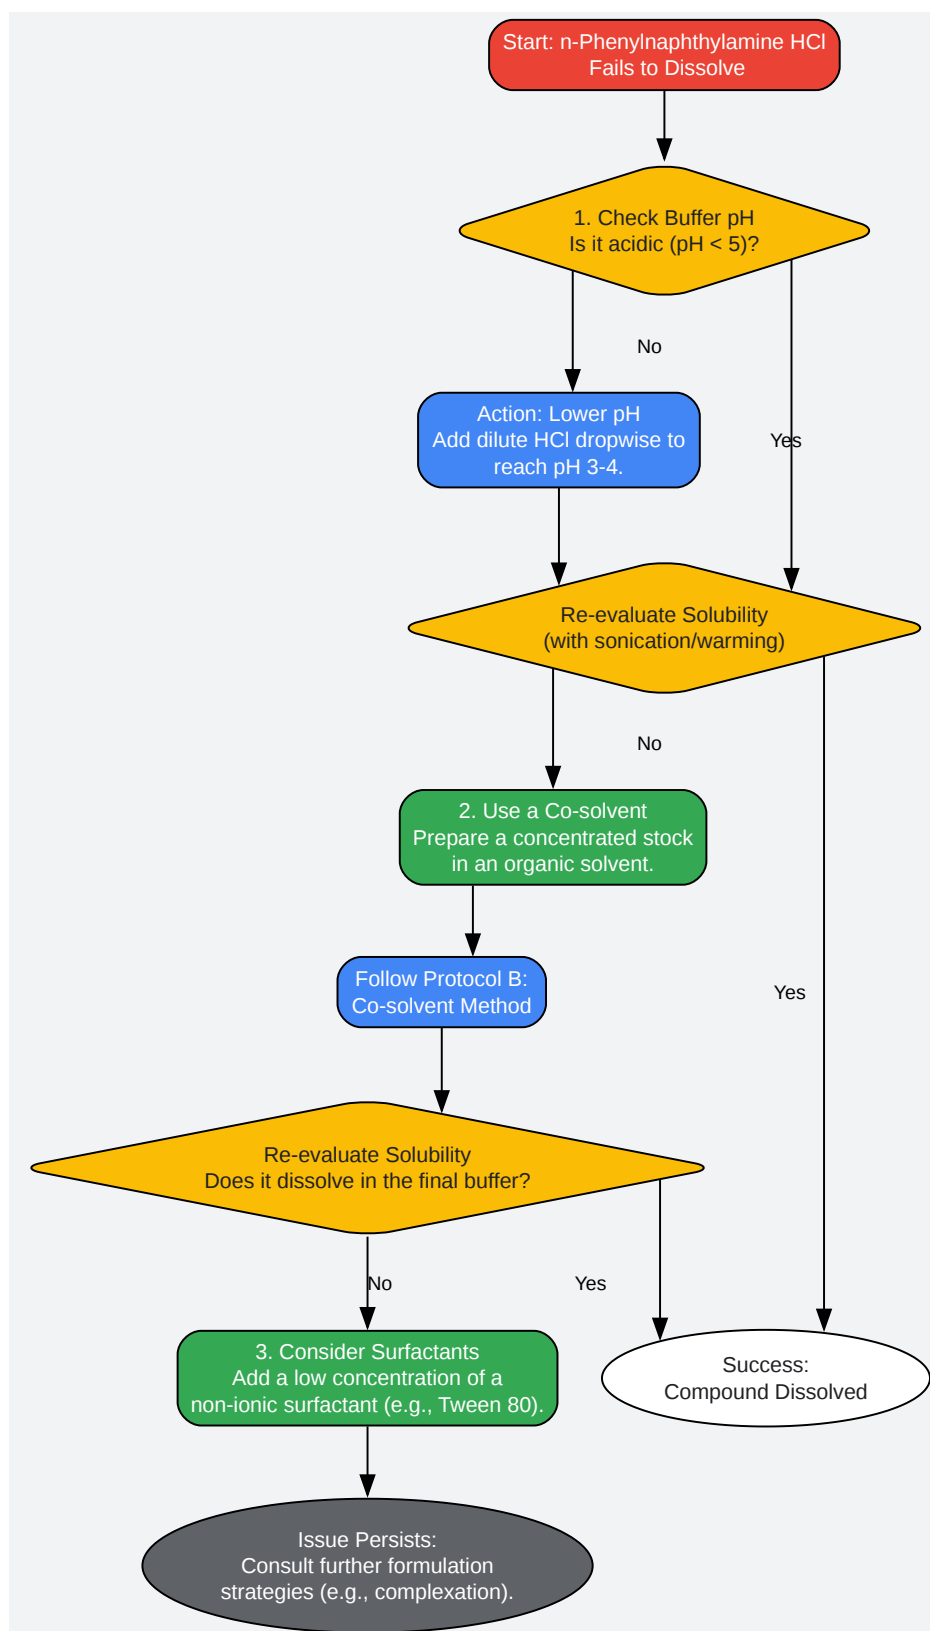 Start: n-Phenylnaphthylamine HCl
Fails to Dissolve
1. Check Buffer pH
Is it acidic (pH < 5)?
No
Action: Lower pH
Add dilute HCl dropwise to
reach pH 3-4.
Yes
Re-evaluate Solubility
(with sonication/warming)
No
2. Use a Co-solvent
Prepare a concentrated stock
in an organic solvent.
Follow Protocol B:
Co-solvent Method
Yes
Re-evaluate Solubility
Does it dissolve in the final buffer?
No
Yes
3. Consider Surfactants
Add a low concentration of a
non-ionic surfactant (e.g., Tween 80).
Success:
Compound Dissolved
Issue Persists:
Consult further formulation
strategies (e.g., complexation).